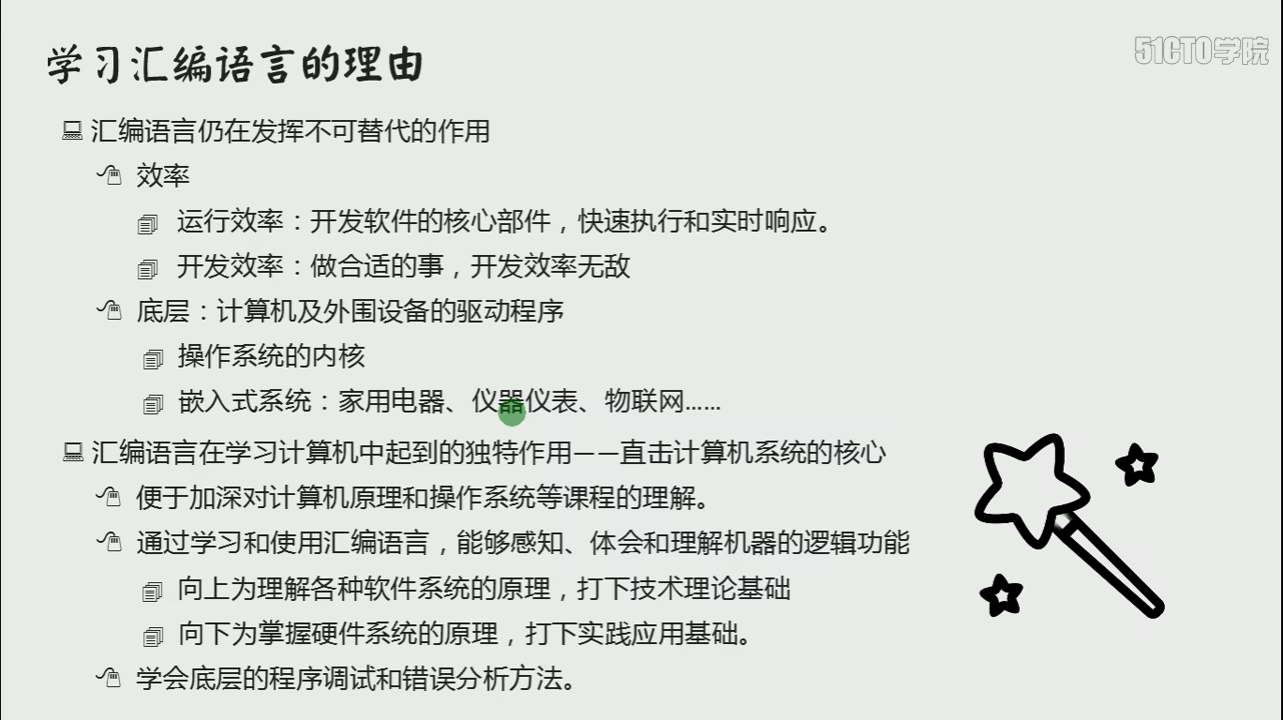 学习汇编语言的理由
51CTO学院
汇编语言仍在发挥不可替代的作用
效率
运行效率：开发软件的核心部件，快速执行和实时响应。
开发效率：做合适的事，开发效率无敌
底层：计算机及外围设备的驱动程序
操作系统的内核
嵌入式系统：家用电器、仪器仪表、物联网……
汇编语言在学习计算机中起到的独特作用——直击计算机系统的核心
便于加深对计算机原理和操作系统等课程的理解。
通过学习和使用汇编语言，能够感知、体会和理解机器的逻辑功能
向上为理解各种软件系统的原理，打下技术理论基础
向下为掌握硬件系统的原理，打下实践应用基础。
学会底层的程序调试和错误分析方法。